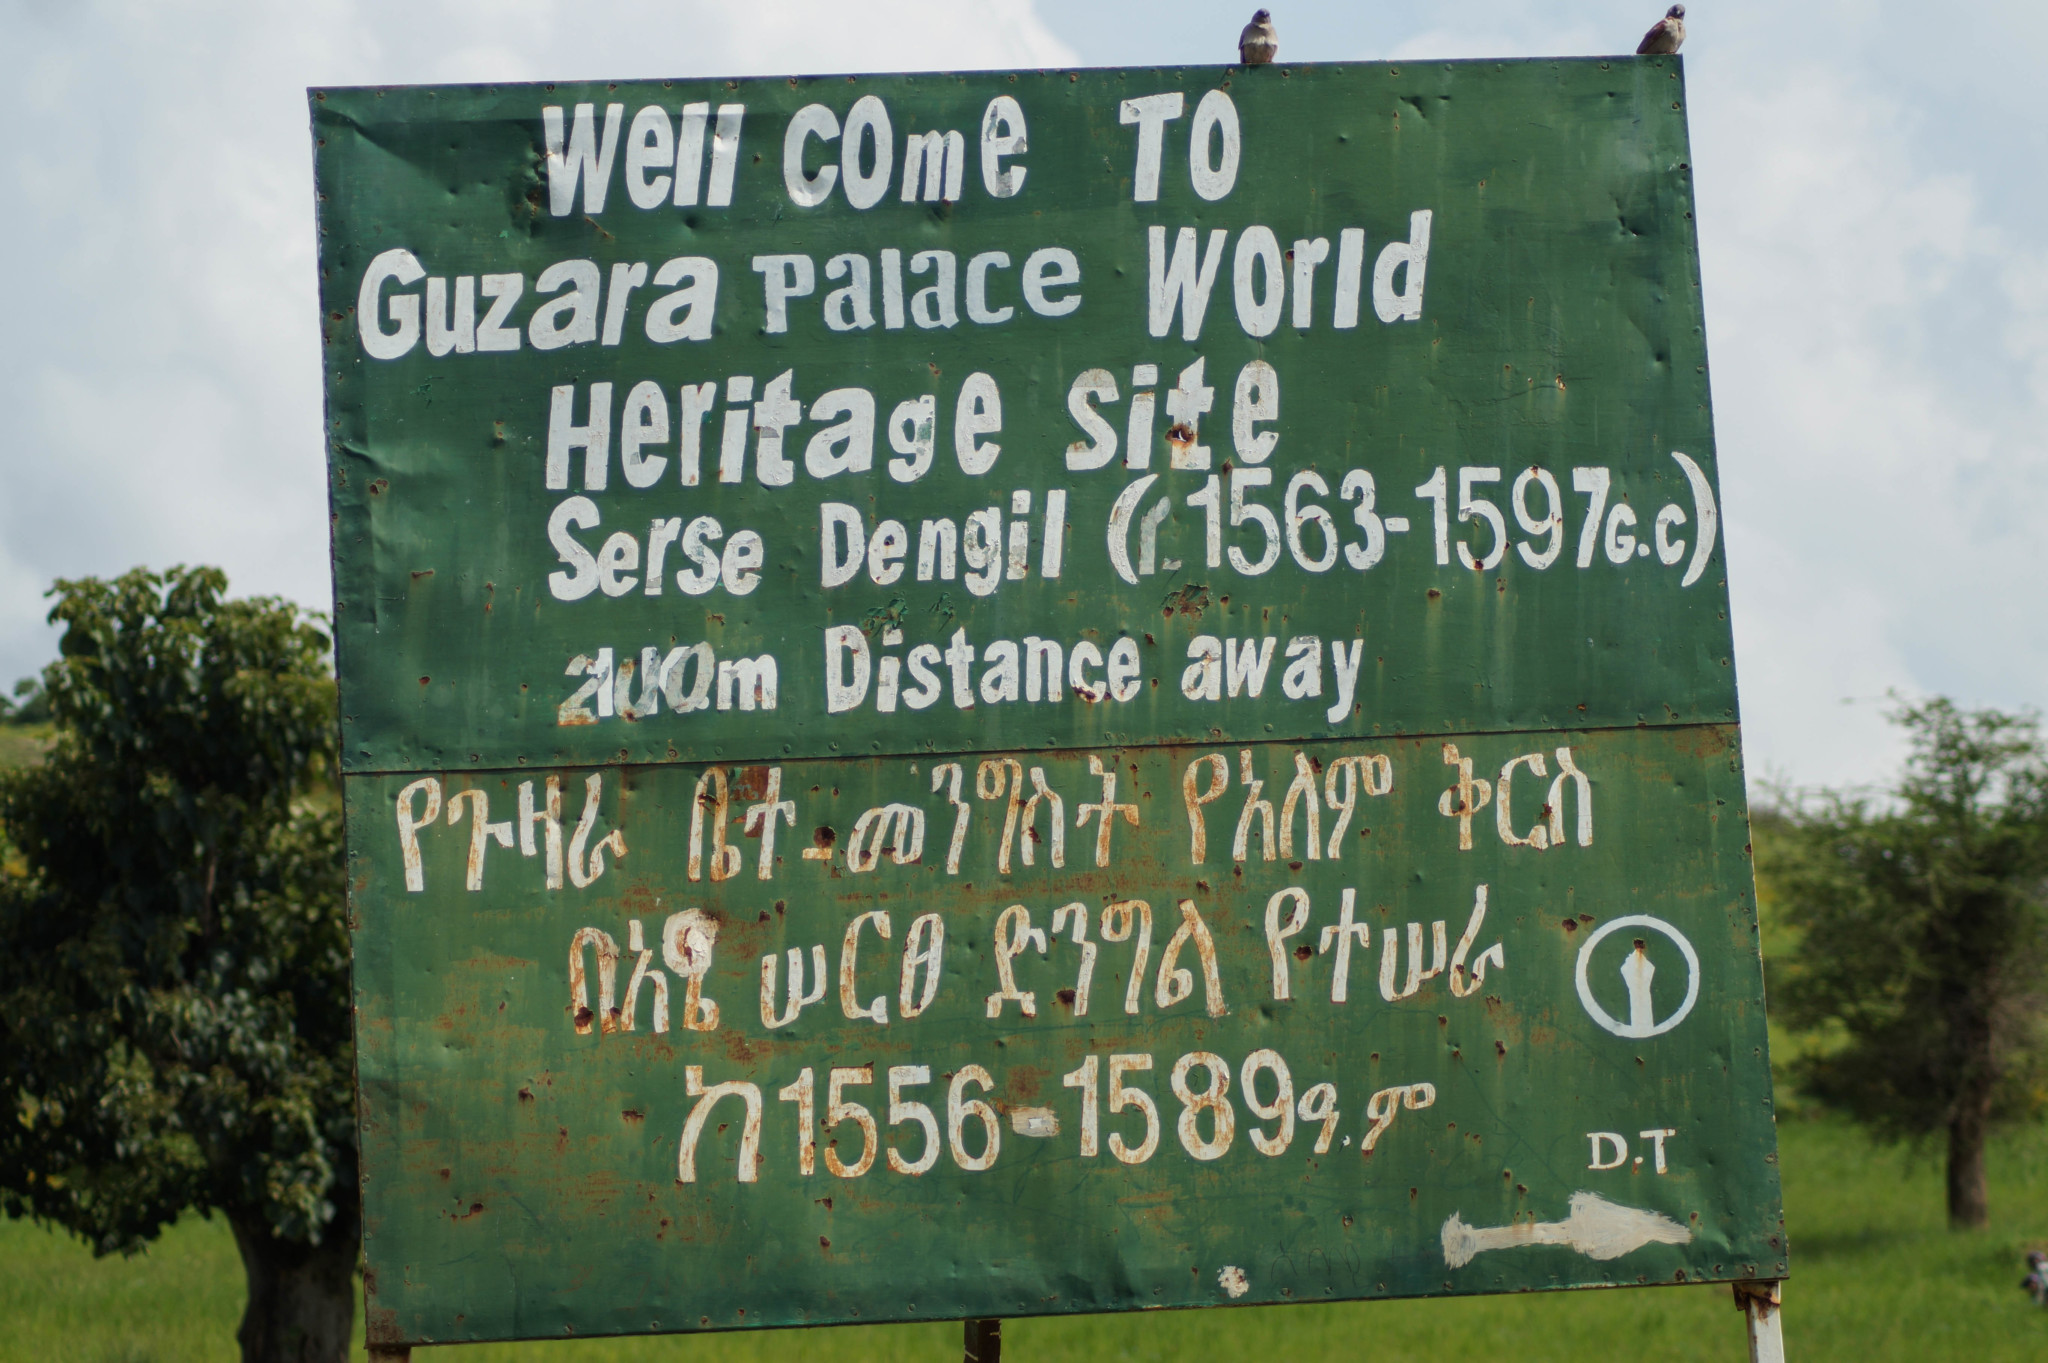 Well come To
Guzara Palace World
Heritage Site
Serse Dengil (r.1563-1597G.C)
Distance away
የጉዛራ ቤተ-መንግስት የአለም ቅርስ
በአፄ ሠርፀ ድንግል የተሠራ
ከ1556-1589ዓ.ም
D.T